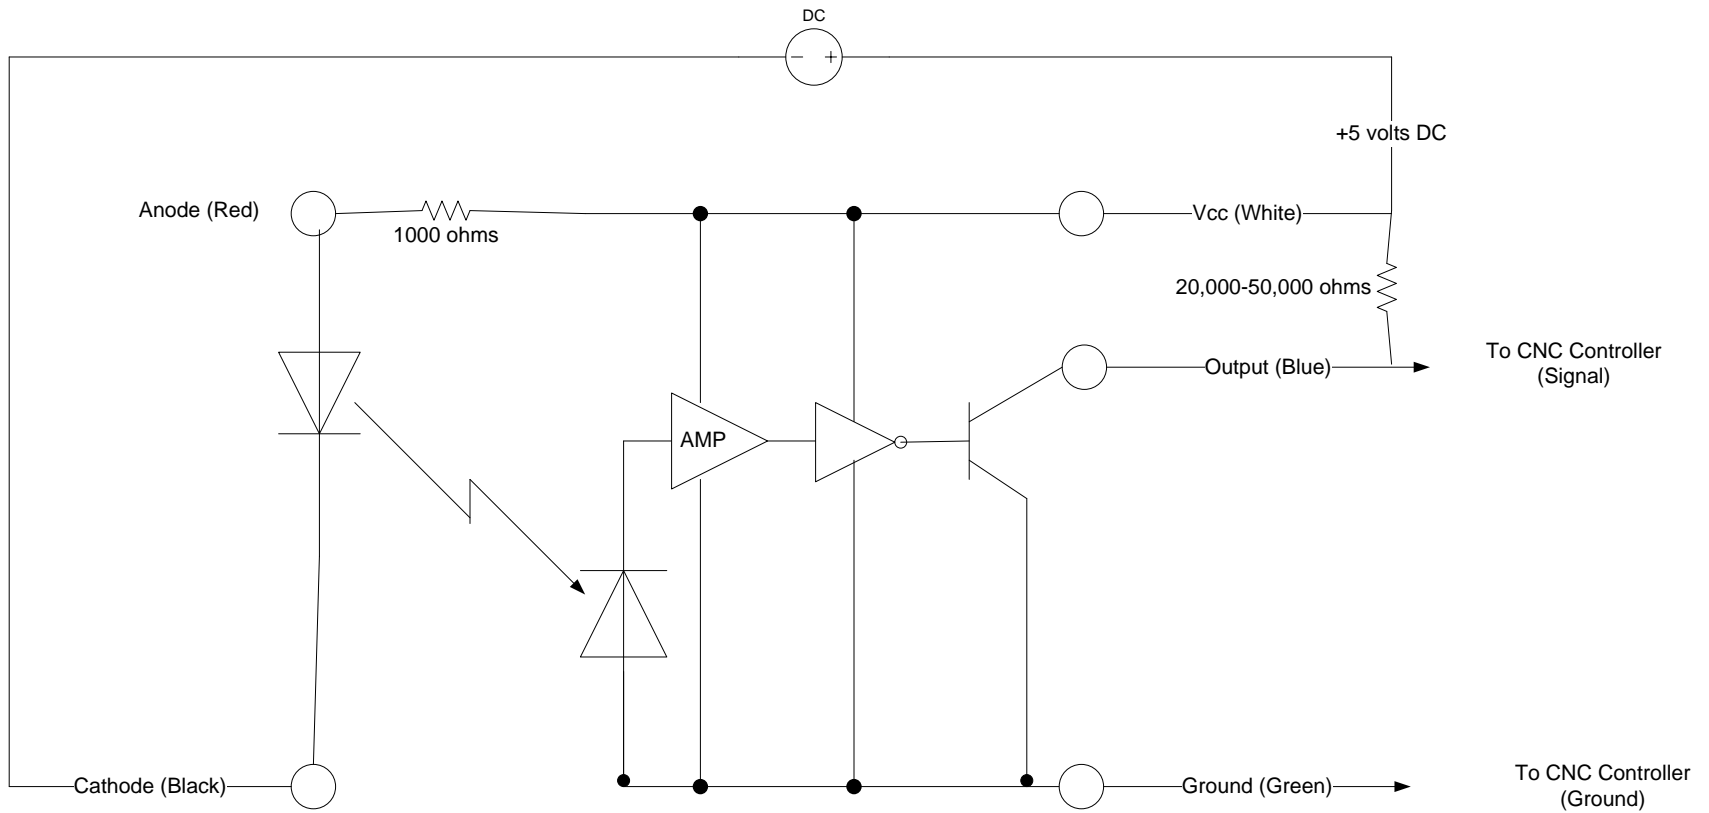 DC
+5 volts DC
Anode (Red)
1000 ohms
Vcc (White)
20,000-50,000 ohms
To CNC Controller
(Signal)
Output (Blue)
AMP
Cathode (Black)
Ground (Green)
To CNC Controller
(Ground)